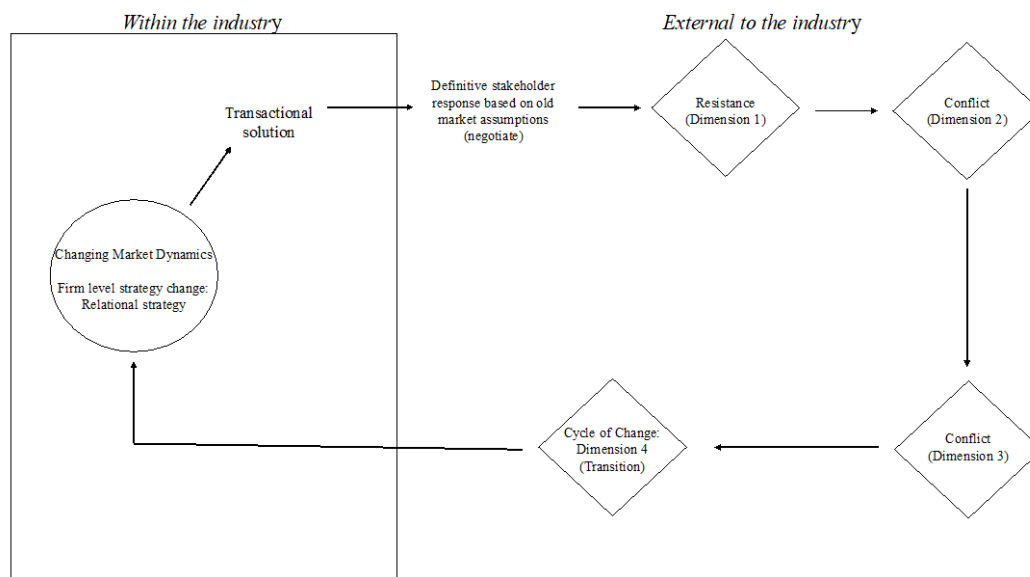 Within the industry
External to the industry
Transactional
solution
Definitive stakeholder
response based on old
market assumptions
(negotiate)
Resistance
(Dimension 1)
Conflict
(Dimension 2)
Changing Market Dynamics
Firm level strategy change:
Relational strategy
Cycle of Change:
Dimension 4
(Transition)
Conflict
(Dimension 3)